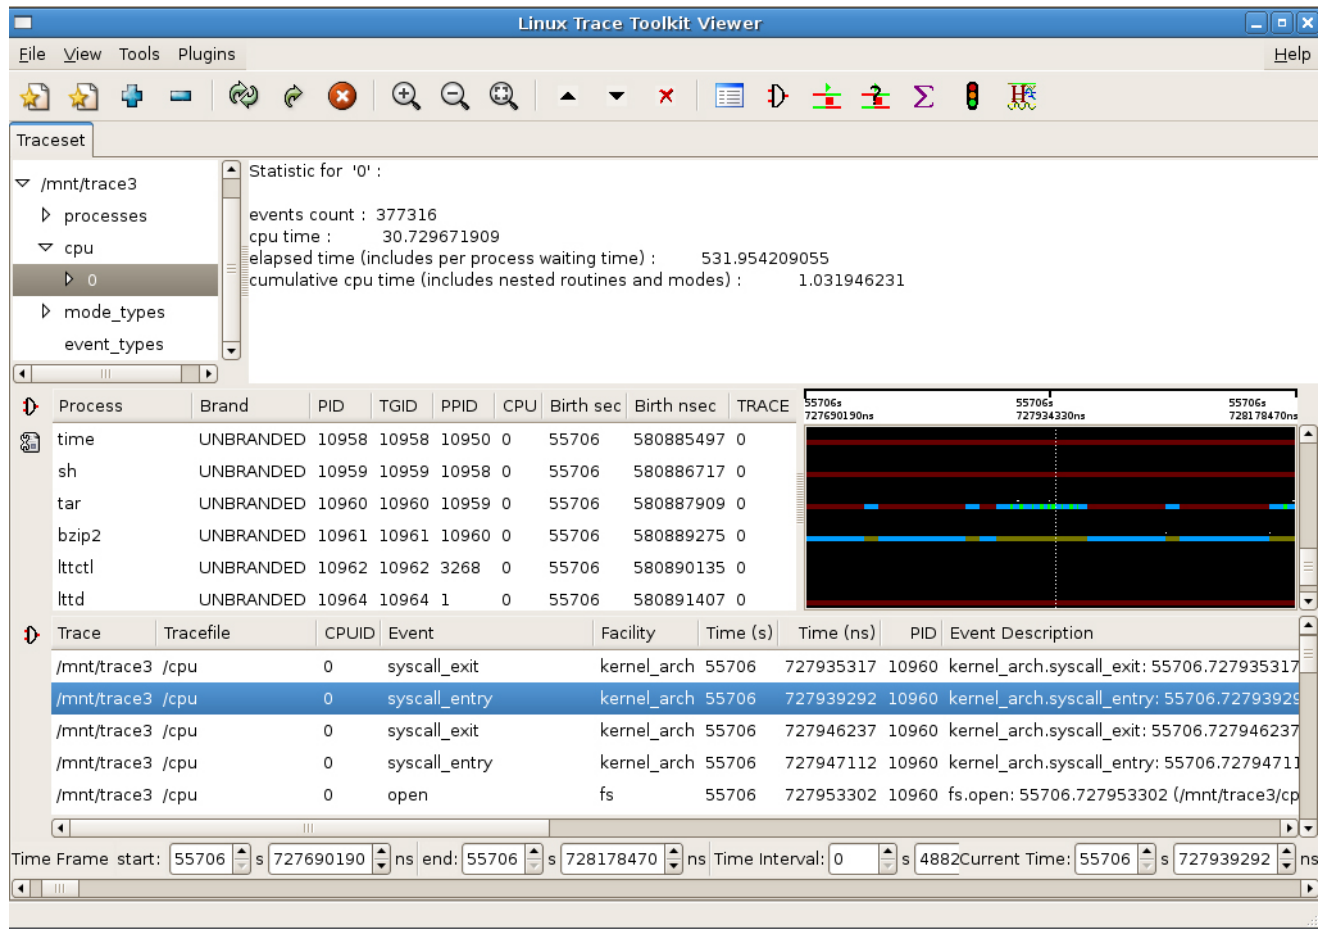 Linux Trace Toolkit Viewer
File View Tools Plugins Help
Traceset
/mnt/trace3
processes
cpu
0
mode_types
event_types
Statistic for '0' :
events count : 377316
cpu time : 30.729671909
elapsed time (includes per process waiting time) : 531.954209055
cumulative cpu time (includes nested routines and modes) : 1.031946231
Process Brand PID TGID PPID CPU Birth sec Birth nsec TRACE
time UNBRANDED 10958 10958 10950 0 55706 580885497 0
sh UNBRANDED 10959 10959 10958 0 55706 580886717 0
tar UNBRANDED 10960 10960 10959 0 55706 580887909 0
bzip2 UNBRANDED 10961 10961 10960 0 55706 580889275 0
lttctl UNBRANDED 10962 10962 3268 0 55706 580890135 0
lttd UNBRANDED 10964 10964 1 0 55706 580891407 0
55706s 55706s 55706s
727690190ns 727934330ns 728178470ns
Trace Tracefile CPUID Event Facility Time (s) Time (ns) PID Event Description
/mnt/trace3 /cpu 0 syscall_exit kernel_arch 55706 727935317 10960 kernel_arch.syscall_exit: 55706.727935317
/mnt/trace3 /cpu 0 syscall_entry kernel_arch 55706 727939292 10960 kernel_arch.syscall_entry: 55706.72793929
/mnt/trace3 /cpu 0 syscall_exit kernel_arch 55706 727946237 10960 kernel_arch.syscall_exit: 55706.727946237
/mnt/trace3 /cpu 0 syscall_entry kernel_arch 55706 727947112 10960 kernel_arch.syscall_entry: 55706.72794711
/mnt/trace3 /cpu 0 open fs 55706 727953302 10960 fs.open: 55706.727953302 (/mnt/trace3/cp
Time Frame start: 55706 s 727690190 ns end: 55706 s 728178470 ns Time Interval: 0 s 4882 Current Time: 55706 s 727939292 ns